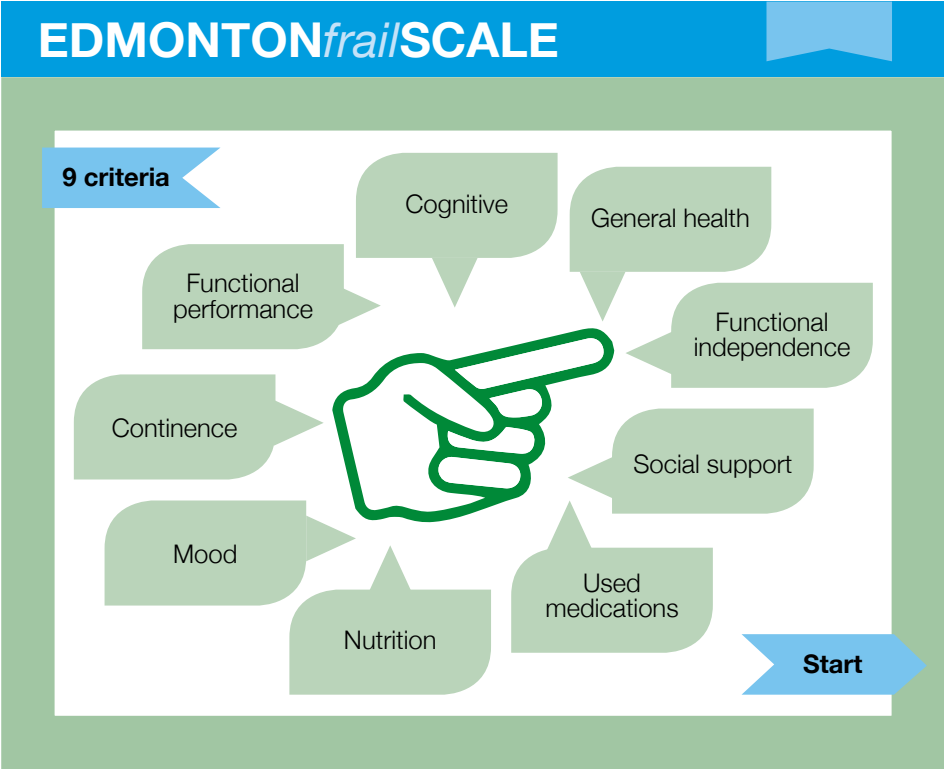 EDMONTONfrailSCALE
9 criteria
Cognitive
General health
Functional
performance
Functional
independence
Continence
Social support
Mood
Used
medications
Nutrition
Start